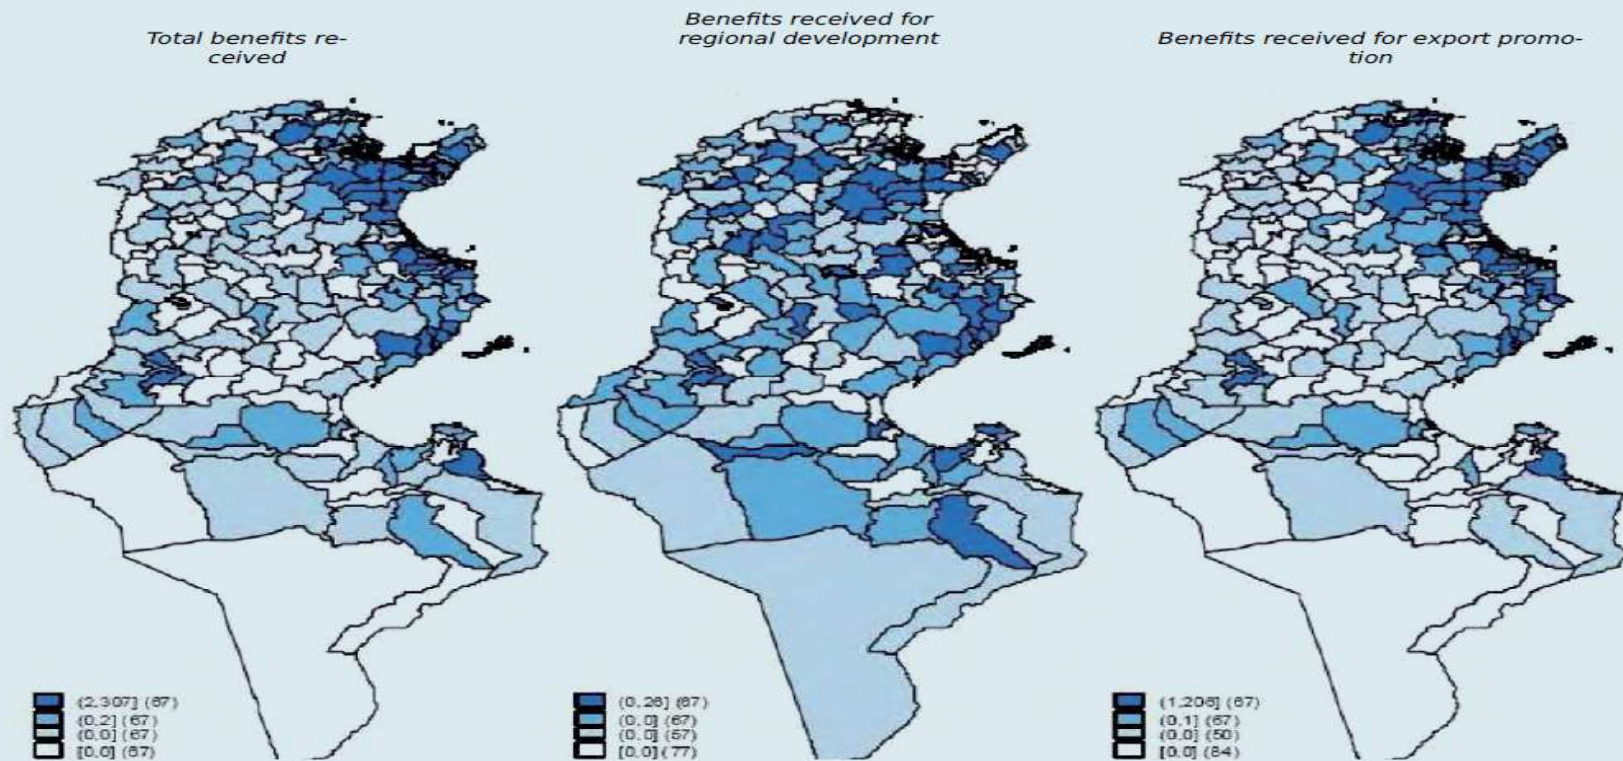 Total benefits re-
ceived
Benefits received for
regional development
Benefits received for export promo-
tion
(2,307] (67)
(0,2] (67)
(0,0] (67)
[0,0] (67)
(0,26] (67)
(0,0] (67)
(0,0] (57)
[0,0] (77)
(1,206] (67)
(0,1] (67)
(0,0] (50)
[0,0] (84)